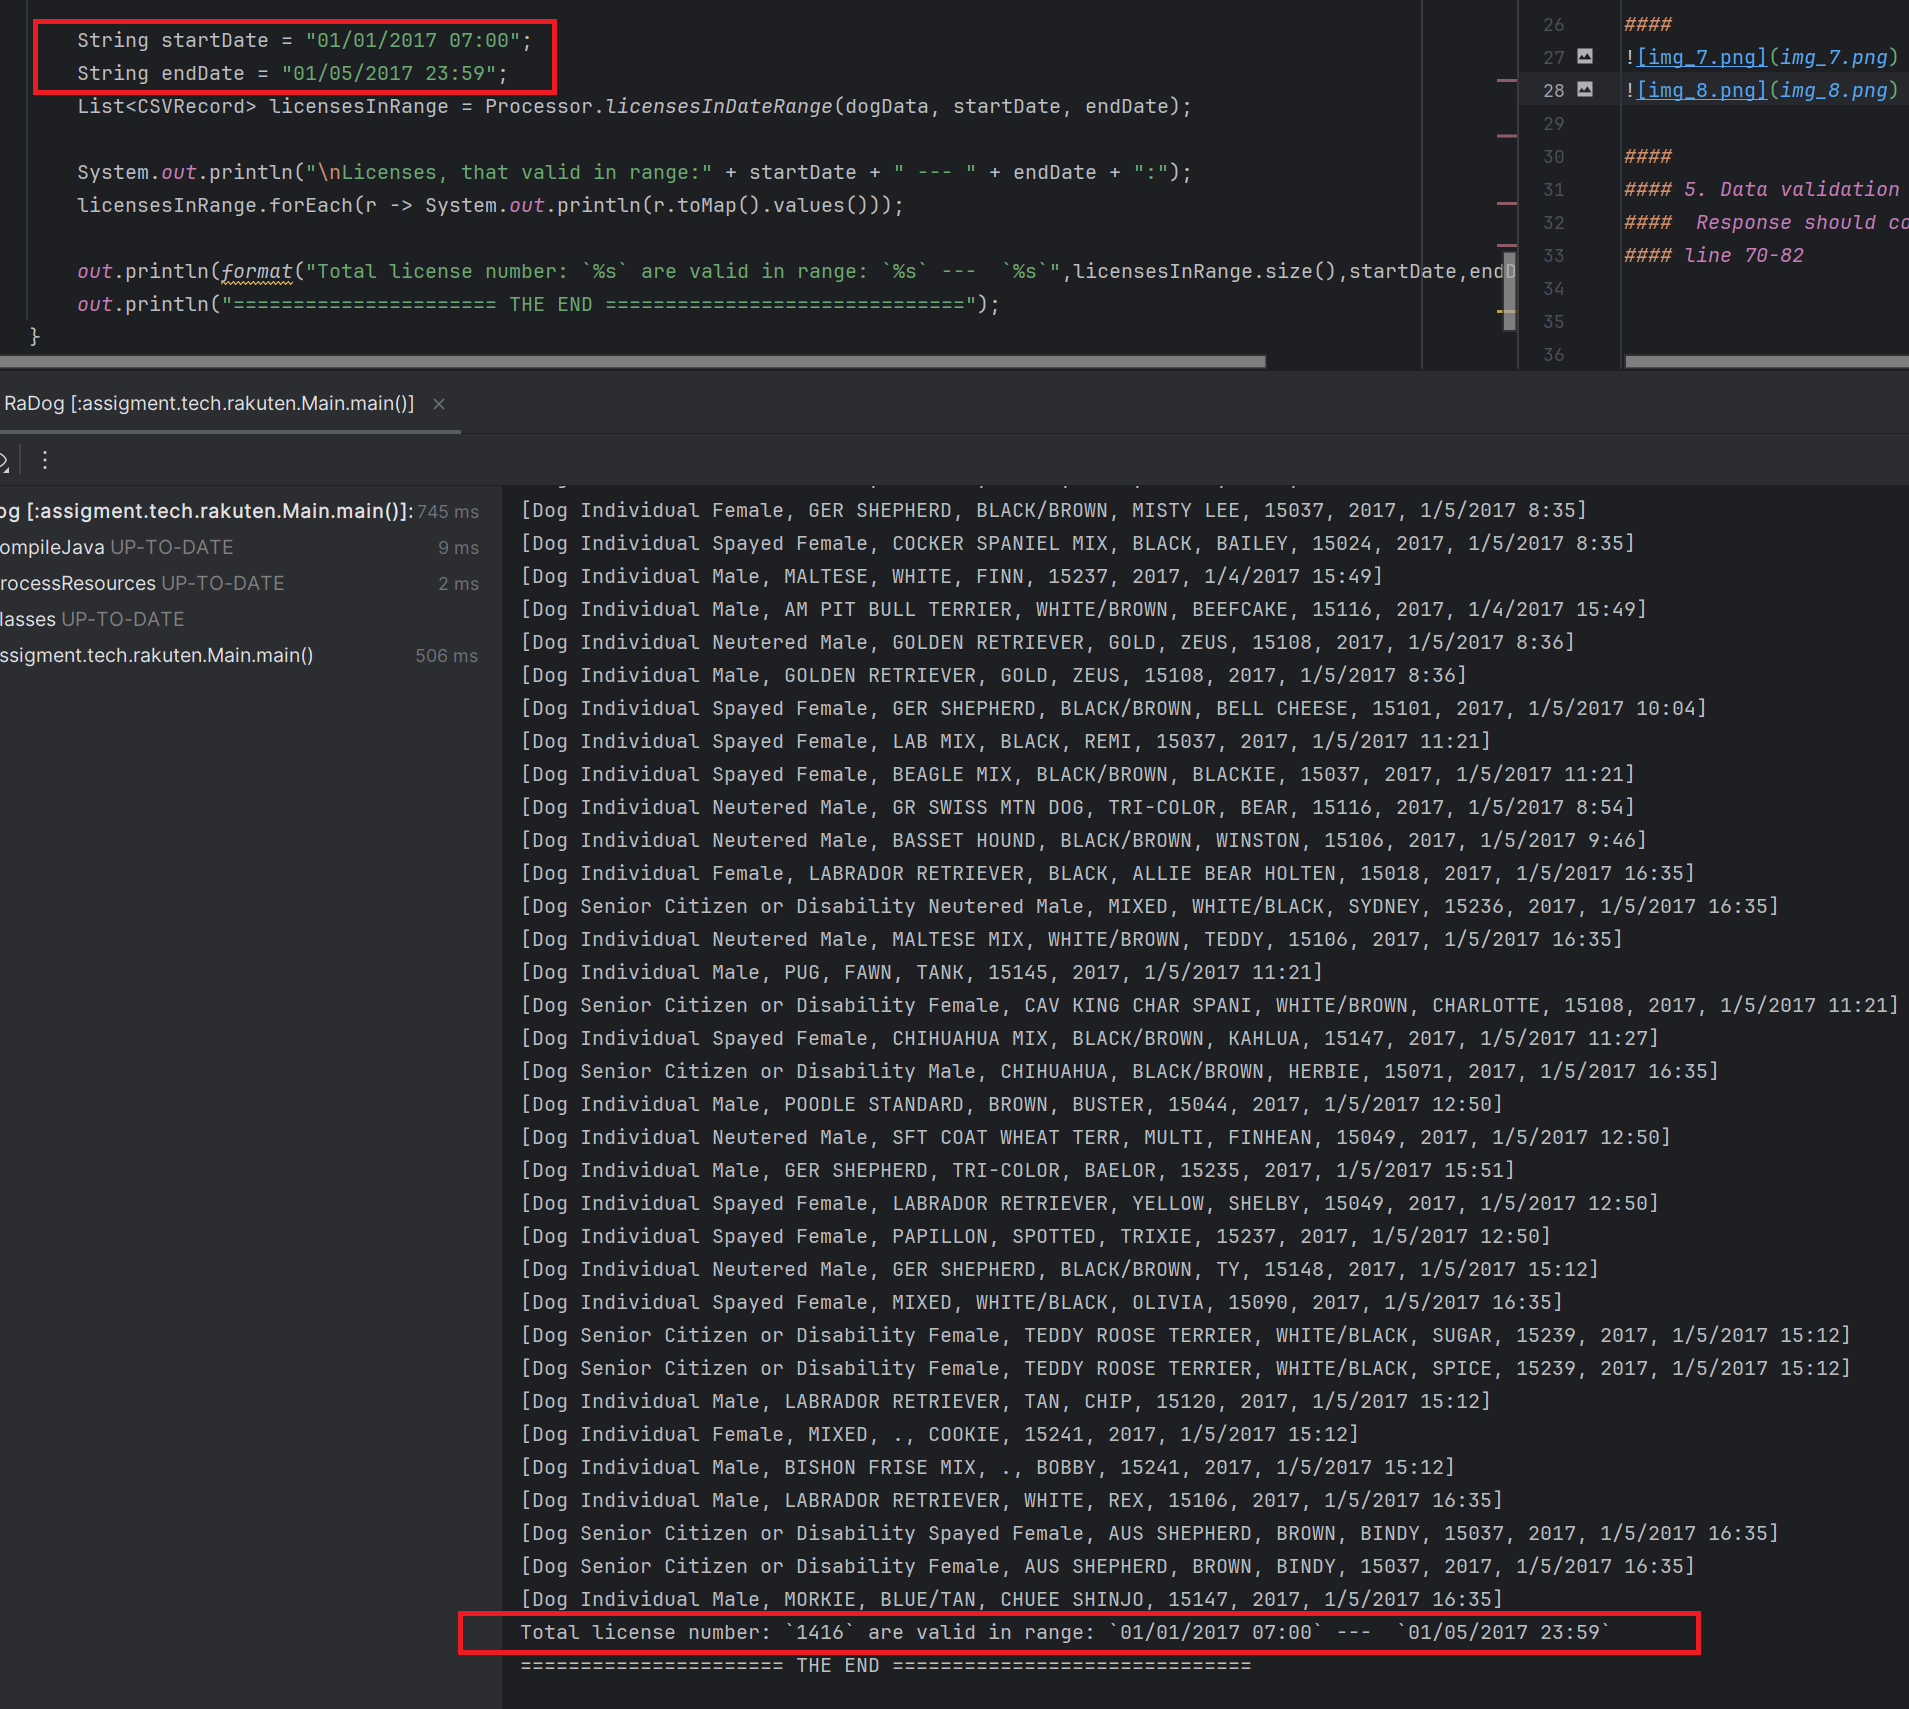 String startDate = "01/01/2017 07:00";
String endDate = "01/05/2017 23:59";
List<CSVRecord> licensesInRange = Processor.licensesInDateRange(dogData, startDate, endDate);
System.out.println("\nLicenses, that valid in range:" + startDate + " --- " + endDate + ":");
licensesInRange.forEach(r -> System.out.println(r.toMap().values()));
out.println(format("Total license number: `%s` are valid in range: `%s` ---  `%s`",licensesInRange.size(),startDate,endD
out.println("====================== THE END ==============================");
}
26 ####
27 ![img_7.png](img_7.png)
28 ![img_8.png](img_8.png)
29
30 ####
31 #### 5. Data validation
32 ####  Response should co
33 #### line 70-82
34
35
36
RaDog [:assigment.tech.rakuten.Main.main()]
og [:assigment.tech.rakuten.Main.main()]: 745 ms
ompileJava UP-TO-DATE 9 ms
rocessResources UP-TO-DATE 2 ms
lasses UP-TO-DATE
ssigment.tech.rakuten.Main.main() 506 ms
[Dog Individual Female, GER SHEPHERD, BLACK/BROWN, MISTY LEE, 15037, 2017, 1/5/2017 8:35]
[Dog Individual Spayed Female, COCKER SPANIEL MIX, BLACK, BAILEY, 15024, 2017, 1/5/2017 8:35]
[Dog Individual Male, MALTESE, WHITE, FINN, 15237, 2017, 1/4/2017 15:49]
[Dog Individual Male, AM PIT BULL TERRIER, WHITE/BROWN, BEEFCAKE, 15116, 2017, 1/4/2017 15:49]
[Dog Individual Neutered Male, GOLDEN RETRIEVER, GOLD, ZEUS, 15108, 2017, 1/5/2017 8:36]
[Dog Individual Male, GOLDEN RETRIEVER, GOLD, ZEUS, 15108, 2017, 1/5/2017 8:36]
[Dog Individual Spayed Female, GER SHEPHERD, BLACK/BROWN, BELL CHEESE, 15101, 2017, 1/5/2017 10:04]
[Dog Individual Spayed Female, LAB MIX, BLACK, REMI, 15037, 2017, 1/5/2017 11:21]
[Dog Individual Spayed Female, BEAGLE MIX, BLACK/BROWN, BLACKIE, 15037, 2017, 1/5/2017 11:21]
[Dog Individual Neutered Male, GR SWISS MTN DOG, TRI-COLOR, BEAR, 15116, 2017, 1/5/2017 8:54]
[Dog Individual Neutered Male, BASSET HOUND, BLACK/BROWN, WINSTON, 15106, 2017, 1/5/2017 9:46]
[Dog Individual Female, LABRADOR RETRIEVER, BLACK, ALLIE BEAR HOLTEN, 15018, 2017, 1/5/2017 16:35]
[Dog Senior Citizen or Disability Neutered Male, MIXED, WHITE/BLACK, SYDNEY, 15236, 2017, 1/5/2017 16:35]
[Dog Individual Neutered Male, MALTESE MIX, WHITE/BROWN, TEDDY, 15106, 2017, 1/5/2017 16:35]
[Dog Individual Male, PUG, FAWN, TANK, 15145, 2017, 1/5/2017 11:21]
[Dog Senior Citizen or Disability Female, CAV KING CHAR SPANI, WHITE/BROWN, CHARLOTTE, 15108, 2017, 1/5/2017 11:21]
[Dog Individual Spayed Female, CHIHUAHUA MIX, BLACK/BROWN, KAHLUA, 15147, 2017, 1/5/2017 11:27]
[Dog Senior Citizen or Disability Male, CHIHUAHUA, BLACK/BROWN, HERBIE, 15071, 2017, 1/5/2017 16:35]
[Dog Individual Male, POODLE STANDARD, BROWN, BUSTER, 15044, 2017, 1/5/2017 12:50]
[Dog Individual Neutered Male, SFT COAT WHEAT TERR, MULTI, FINHEAN, 15049, 2017, 1/5/2017 12:50]
[Dog Individual Male, GER SHEPHERD, TRI-COLOR, BAELOR, 15235, 2017, 1/5/2017 15:51]
[Dog Individual Spayed Female, LABRADOR RETRIEVER, YELLOW, SHELBY, 15049, 2017, 1/5/2017 12:50]
[Dog Individual Spayed Female, PAPILLON, SPOTTED, TRIXIE, 15237, 2017, 1/5/2017 12:50]
[Dog Individual Neutered Male, GER SHEPHERD, BLACK/BROWN, TY, 15148, 2017, 1/5/2017 15:12]
[Dog Individual Spayed Female, MIXED, WHITE/BLACK, OLIVIA, 15090, 2017, 1/5/2017 16:35]
[Dog Senior Citizen or Disability Female, TEDDY ROOSE TERRIER, WHITE/BLACK, SUGAR, 15239, 2017, 1/5/2017 15:12]
[Dog Senior Citizen or Disability Female, TEDDY ROOSE TERRIER, WHITE/BLACK, SPICE, 15239, 2017, 1/5/2017 15:12]
[Dog Individual Male, LABRADOR RETRIEVER, TAN, CHIP, 15120, 2017, 1/5/2017 15:12]
[Dog Individual Female, MIXED, ., COOKIE, 15241, 2017, 1/5/2017 15:12]
[Dog Individual Male, BISHON FRISE MIX, ., BOBBY, 15241, 2017, 1/5/2017 15:12]
[Dog Individual Male, LABRADOR RETRIEVER, WHITE, REX, 15106, 2017, 1/5/2017 16:35]
[Dog Senior Citizen or Disability Spayed Female, AUS SHEPHERD, BROWN, BINDY, 15037, 2017, 1/5/2017 16:35]
[Dog Senior Citizen or Disability Female, AUS SHEPHERD, BROWN, BINDY, 15037, 2017, 1/5/2017 16:35]
[Dog Individual Male, MORKIE, BLUE/TAN, CHUEE SHINJO, 15147, 2017, 1/5/2017 16:35]
Total license number: `1416` are valid in range: `01/01/2017 07:00` ---  `01/05/2017 23:59`
====================== THE END ==============================